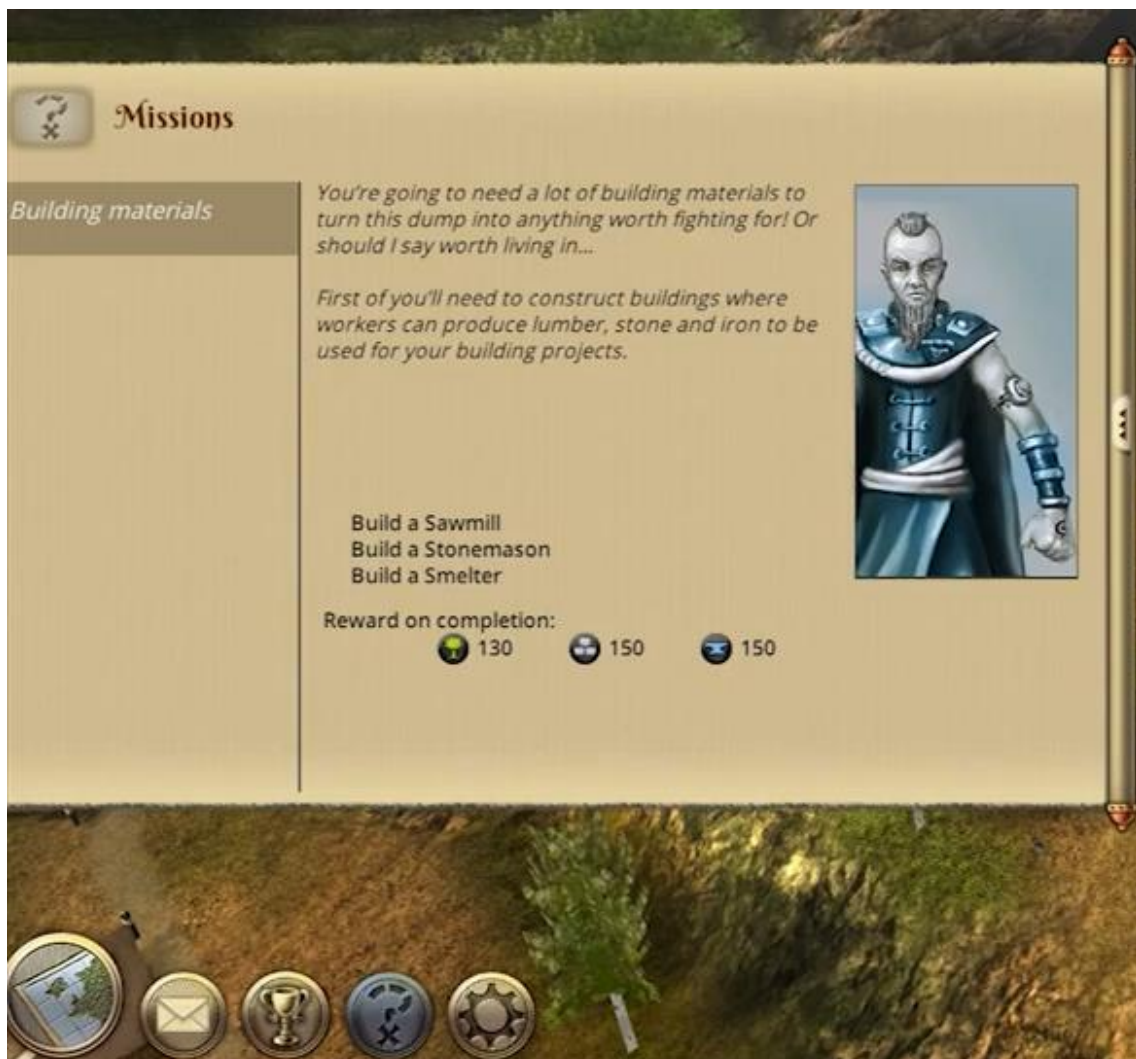 Missions
Building materials
You're going to need a lot of building materials to
turn this dump into anything worth fighting for! Or
should I say worth living in...
First of you'll need to construct buildings where
workers can produce lumber, stone and iron to be
used for your building projects.
Build a Sawmill
Build a Stonemason
Build a Smelter
Reward on completion:
130 150 150